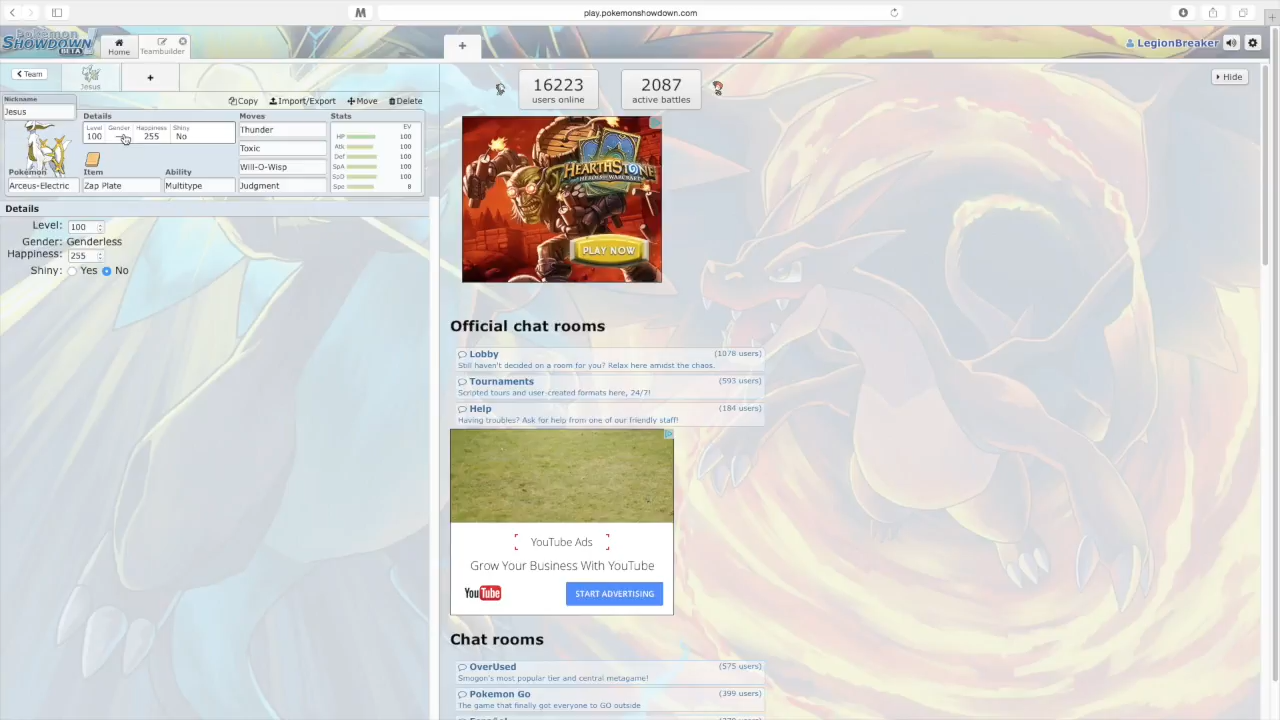 M
play.pokemonshowdown.com
Pokémon
SHOWDOWN!
BETA
Home
Teambuilder
+
LegionBreaker
Team
Jesus
+
16223
users online
2087
active battles
Hide
Nickname
Jesus
Copy
Import/Export
Move
Delete
Details
Level
100
Gender
Happiness
255
Shiny
No
Moves
Thunder
Toxic
Will-O-Wisp
Judgment
Stats
EV
HP 100
Atk 100
Def 100
SpA 100
SpD 100
Spe 8
Pokémon
Arceus-Electric
Item
Zap Plate
Ability
Multitype
Details
Level: 100
Gender: Genderless
Happiness: 255
Shiny: Yes No
HEARTHSTONE
HEROES OF WARCRAFT
PLAY NOW
Official chat rooms
Lobby (1078 users)
Still haven't decided on a room for you? Relax here amidst the chaos.
Tournaments (593 users)
Scripted tours and user-created formats here, 24/7!
Help (184 users)
Having troubles? Ask for help from one of our friendly staff!
YouTube Ads
Grow Your Business With YouTube
YouTube
START ADVERTISING
Chat rooms
OverUsed (575 users)
Smogon's most popular tier and central metagame!
Pokemon Go (399 users)
The game that finally got everyone to GO outside